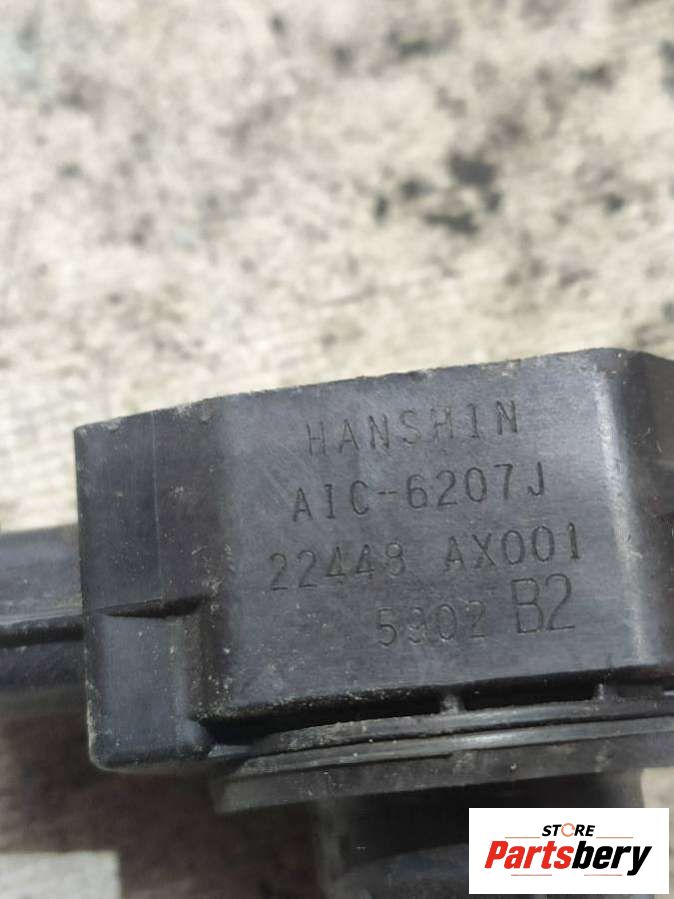 HANSHIN
AIC-6207J
22448 AX001
5902 B2
STORE
Partsbery